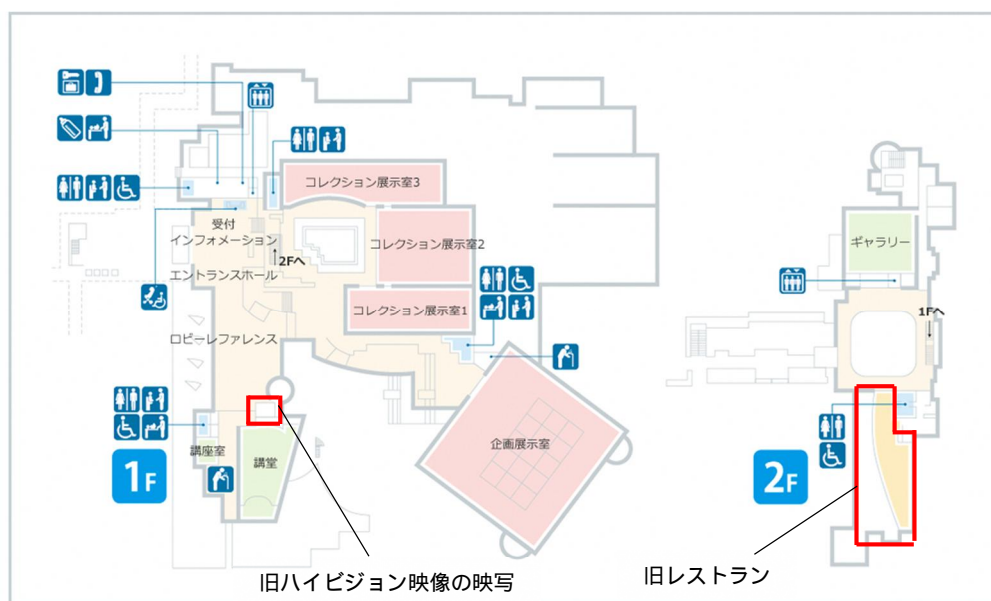 コレクション展示室3
受付
インフォメーション
コレクション展示室2
2Fへ
エントランスホール
コレクション展示室1
ロビーレファレンス
企画展示室
講座室
講堂
1F
旧ハイビジョン映像の映写
ギャラリー
1Fへ
2F
旧レストラン